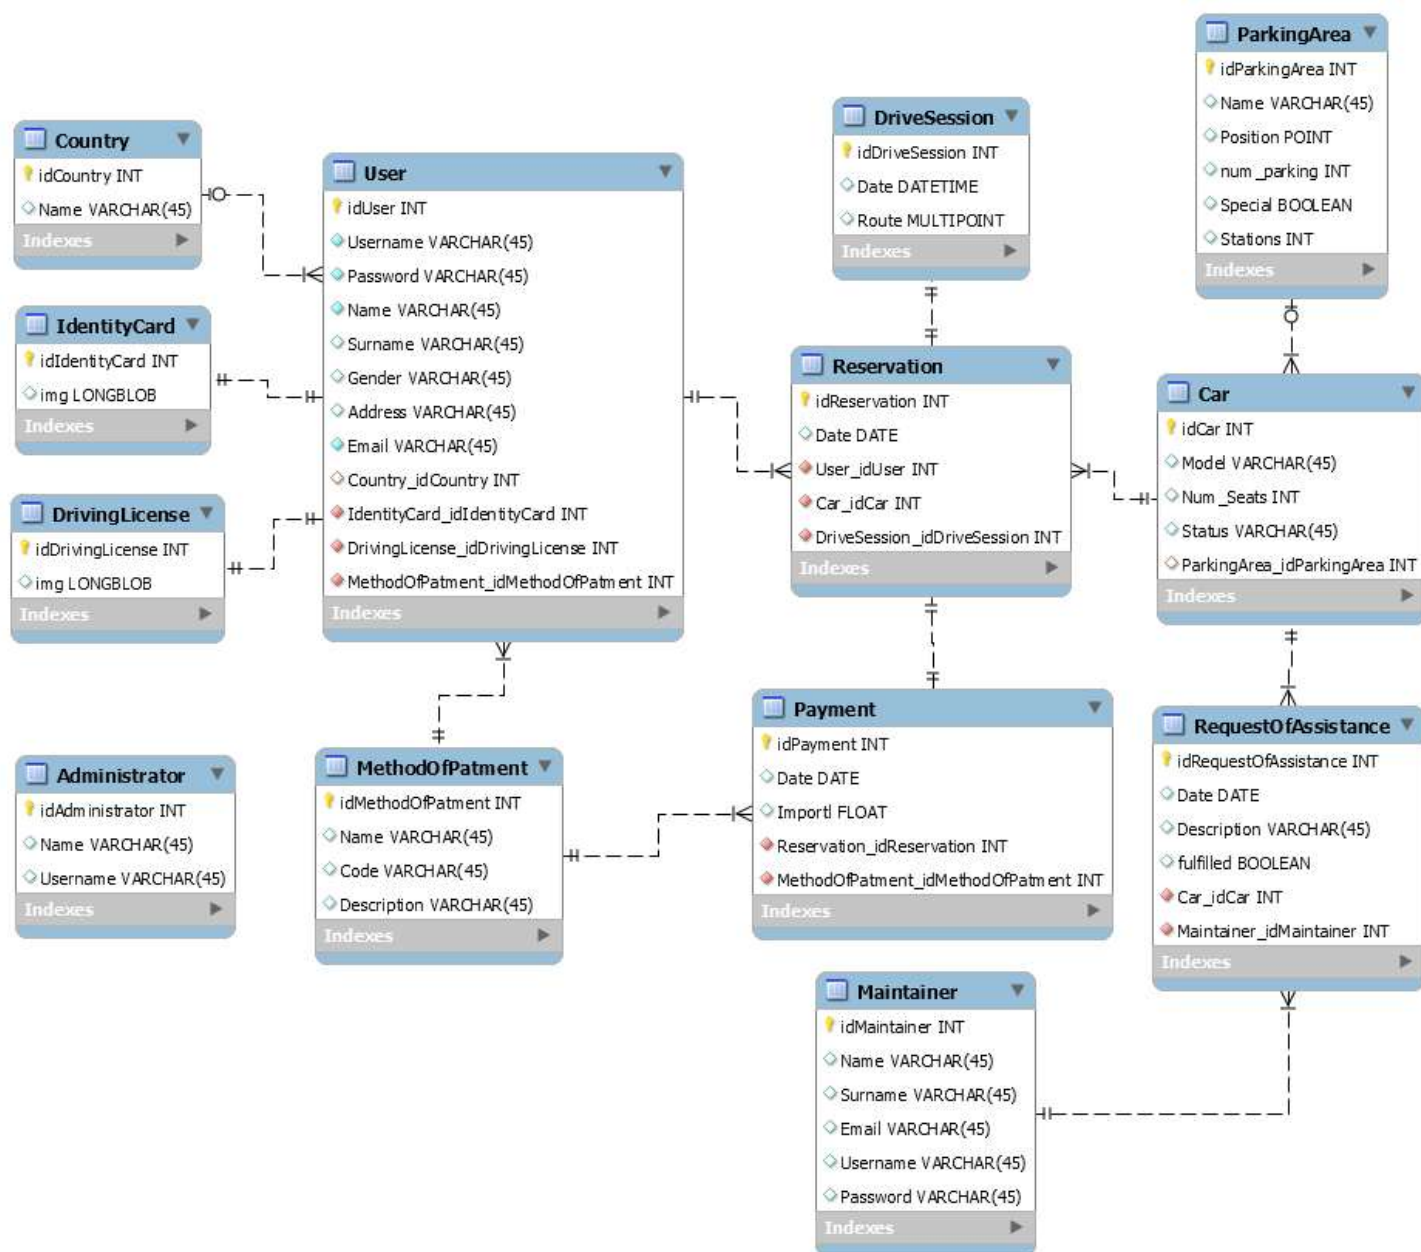 Country
idCountry INT
Name VARCHAR(45)
Indexes
IdentityCard
idIdentityCard INT
img LONGBLOB
Indexes
DrivingLicense
idDrivingLicense INT
img LONGBLOB
Indexes
Administrator
idAdministrator INT
Name VARCHAR(45)
Username VARCHAR(45)
Indexes
User
idUser INT
Username VARCHAR(45)
Password VARCHAR(45)
Name VARCHAR(45)
Surname VARCHAR(45)
Gender VARCHAR(45)
Address VARCHAR(45)
Email VARCHAR(45)
Country_idCountry INT
IdentityCard_idIdentityCard INT
DrivingLicense_idDrivingLicense INT
MethodOfPatment_idMethodOfPatment INT
Indexes
MethodOfPatment
idMethodOfPatment INT
Name VARCHAR(45)
Code VARCHAR(45)
Description VARCHAR(45)
Indexes
DriveSession
idDriveSession INT
Date DATETIME
Route MULTIPOINT
Indexes
Reservation
idReservation INT
Date DATE
User_idUser INT
Car_idCar INT
DriveSession_idDriveSession INT
Indexes
Payment
idPayment INT
Date DATE
Importl FLOAT
Reservation_idReservation INT
MethodOfPatment_idMethodOfPatment INT
Indexes
Maintainer
idMaintainer INT
Name VARCHAR(45)
Surname VARCHAR(45)
Email VARCHAR(45)
Username VARCHAR(45)
Password VARCHAR(45)
Indexes
ParkingArea
idParkingArea INT
Name VARCHAR(45)
Position POINT
num_parking INT
Special BOOLEAN
Stations INT
Indexes
Car
idCar INT
Model VARCHAR(45)
Num_Seats INT
Status VARCHAR(45)
ParkingArea_idParkingArea INT
Indexes
RequestOfAssistance
idRequestOfAssistance INT
Date DATE
Description VARCHAR(45)
fulfilled BOOLEAN
Car_idCar INT
Maintainer_idMaintainer INT
Indexes